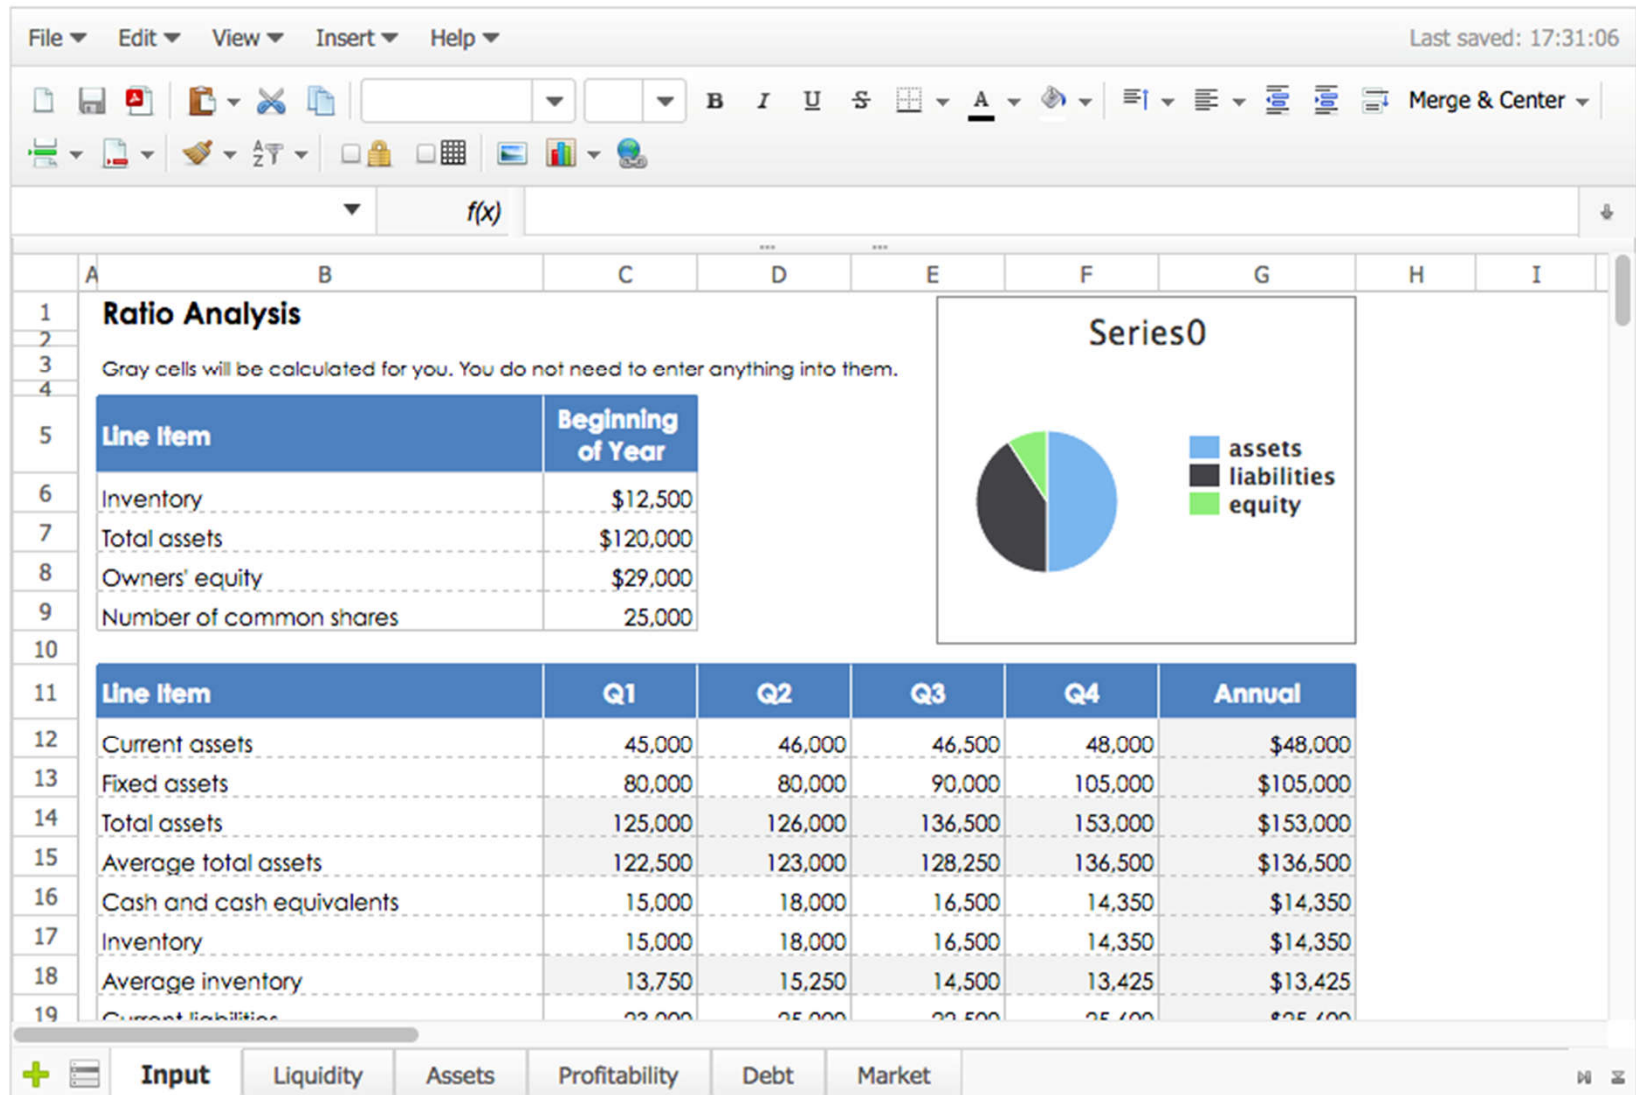 File Edit View Insert Help Last saved: 17:31:06
B I U S A Merge & Center
A Z
f(x)
A B C D E F G H I
1 Ratio Analysis
2
3 Gray cells will be calculated for you. You do not need to enter anything into them.
4
Series0
assets
liabilities
equity
5 Line Item Beginning of Year
6 Inventory $12,500
7 Total assets $120,000
8 Owners' equity $29,000
9 Number of common shares 25,000
10
11 Line Item Q1 Q2 Q3 Q4 Annual
12 Current assets 45,000 46,000 46,500 48,000 $48,000
13 Fixed assets 80,000 80,000 90,000 105,000 $105,000
14 Total assets 125,000 126,000 136,500 153,000 $153,000
15 Average total assets 122,500 123,000 128,250 136,500 $136,500
16 Cash and cash equivalents 15,000 18,000 16,500 14,350 $14,350
17 Inventory 15,000 18,000 16,500 14,350 $14,350
18 Average inventory 13,750 15,250 14,500 13,425 $13,425
19 Current liabilities
Input Liquidity Assets Profitability Debt Market